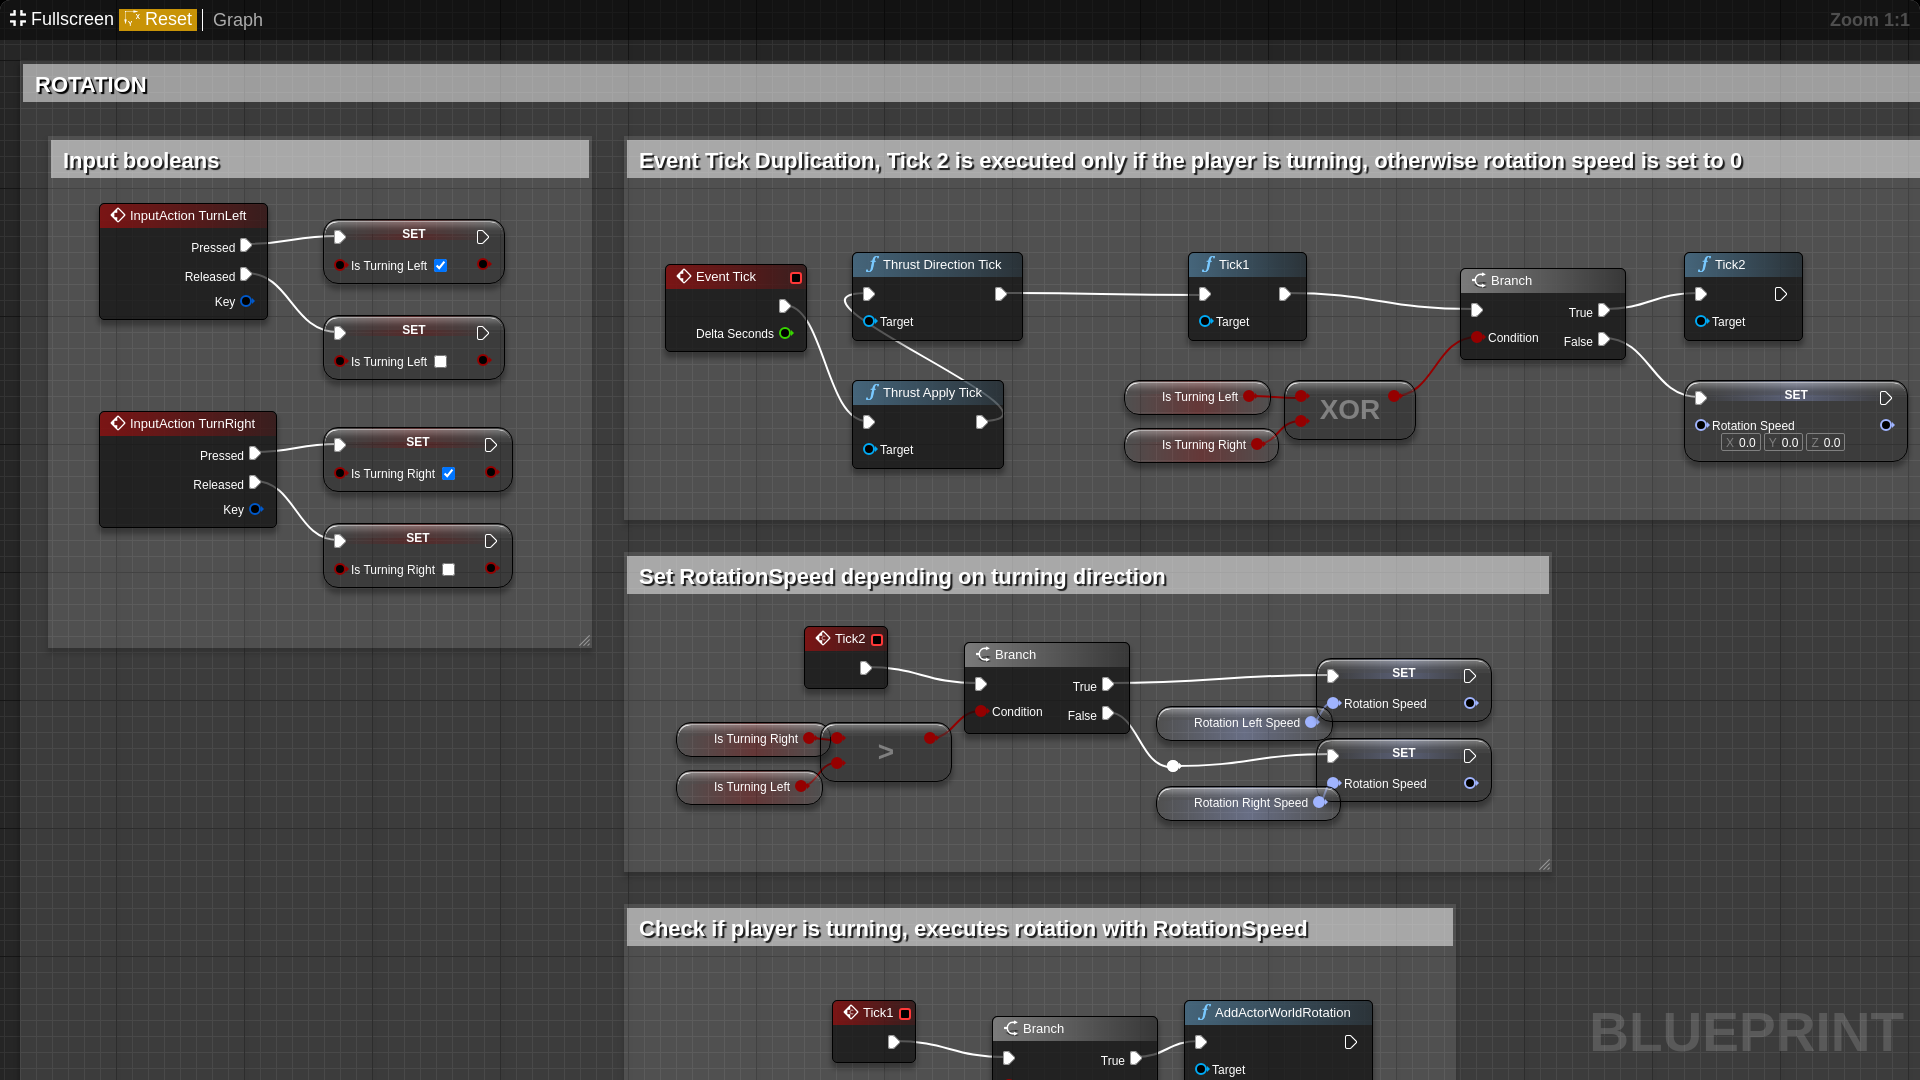 Fullscreen Reset Graph
Zoom 1:1
ROTATION
Input booleans
InputAction TurnLeft
Pressed
Released
Key
SET
Is Turning Left
SET
Is Turning Left
InputAction TurnRight
Pressed
Released
Key
SET
Is Turning Right
SET
Is Turning Right
Event Tick Duplication, Tick 2 is executed only if the player is turning, otherwise rotation speed is set to 0
Event Tick
Delta Seconds
Thrust Direction Tick
Target
Thrust Apply Tick
Target
Tick1
Target
Is Turning Left
Is Turning Right
XOR
Branch
True
Condition
False
Tick2
Target
SET
Rotation Speed
X 0.0 Y 0.0 Z 0.0
Set RotationSpeed depending on turning direction
Tick2
Is Turning Right
Is Turning Left
>
Branch
True
Condition
False
Rotation Left Speed
SET
Rotation Speed
Rotation Right Speed
SET
Rotation Speed
Check if player is turning, executes rotation with RotationSpeed
Tick1
Branch
True
AddActorWorldRotation
Target
BLUEPRINT